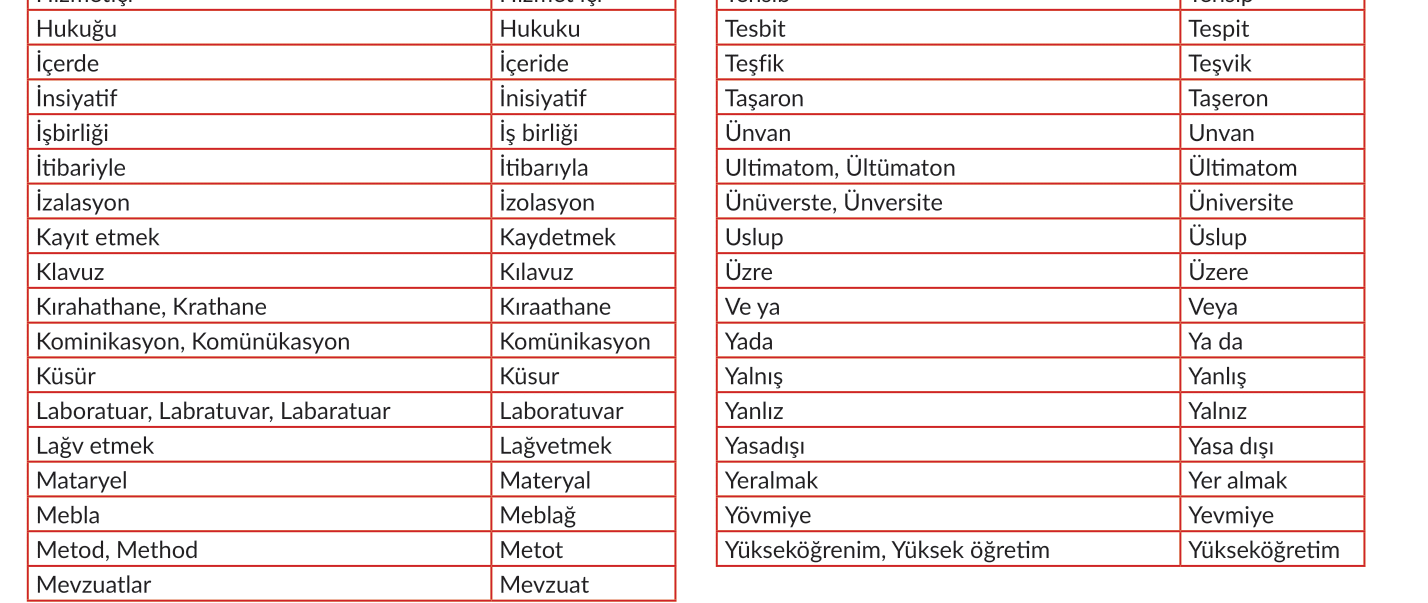 Hukuğu Hukuku
İçerde İçeride
İnsiyatif İnisiyatif
İşbirliği İş birliği
İtibariyle İtibarıyla
İzalasyon İzolasyon
Kayıt etmek Kaydetmek
Klavuz Kılavuz
Kırahathane, Krathane Kıraathane
Kominikasyon, Komünükasyon Komünikasyon
Küsür Küsur
Laboratuar, Labratuvar, Labaratuar Laboratuvar
Lağv etmek Lağvetmek
Mataryel Materyal
Mebla Meblağ
Metod, Method Metot
Mevzuatlar Mevzuat
Tesbit Tespit
Teşfik Teşvik
Taşaron Taşeron
Ünvan Unvan
Ultimatom, Ültümaton Ültimatom
Ünüverste, Ünversite Üniversite
Uslup Üslup
Üzre Üzere
Ve ya Veya
Yada Ya da
Yalnış Yanlış
Yanlız Yalnız
Yasadışı Yasa dışı
Yeralmak Yer almak
Yövmiye Yevmiye
Yükseköğrenim, Yüksek öğretim Yükseköğretim